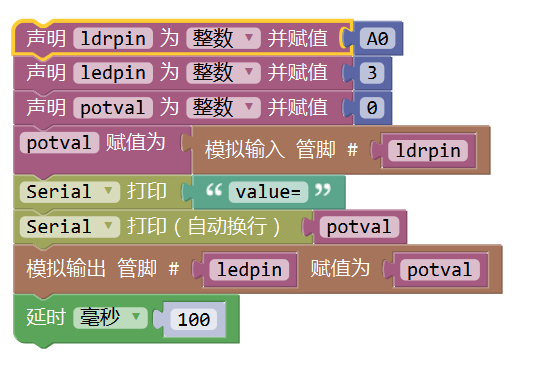 声明 ldrpin 为 整数 并赋值 A0
声明 ledpin 为 整数 并赋值 3
声明 potval 为 整数 并赋值 0
potval 赋值为 模拟输入 管脚 # ldrpin
Serial 打印 “ value= ”
Serial 打印（自动换行） potval
模拟输出 管脚 # ledpin 赋值为 potval
延时 毫秒 100